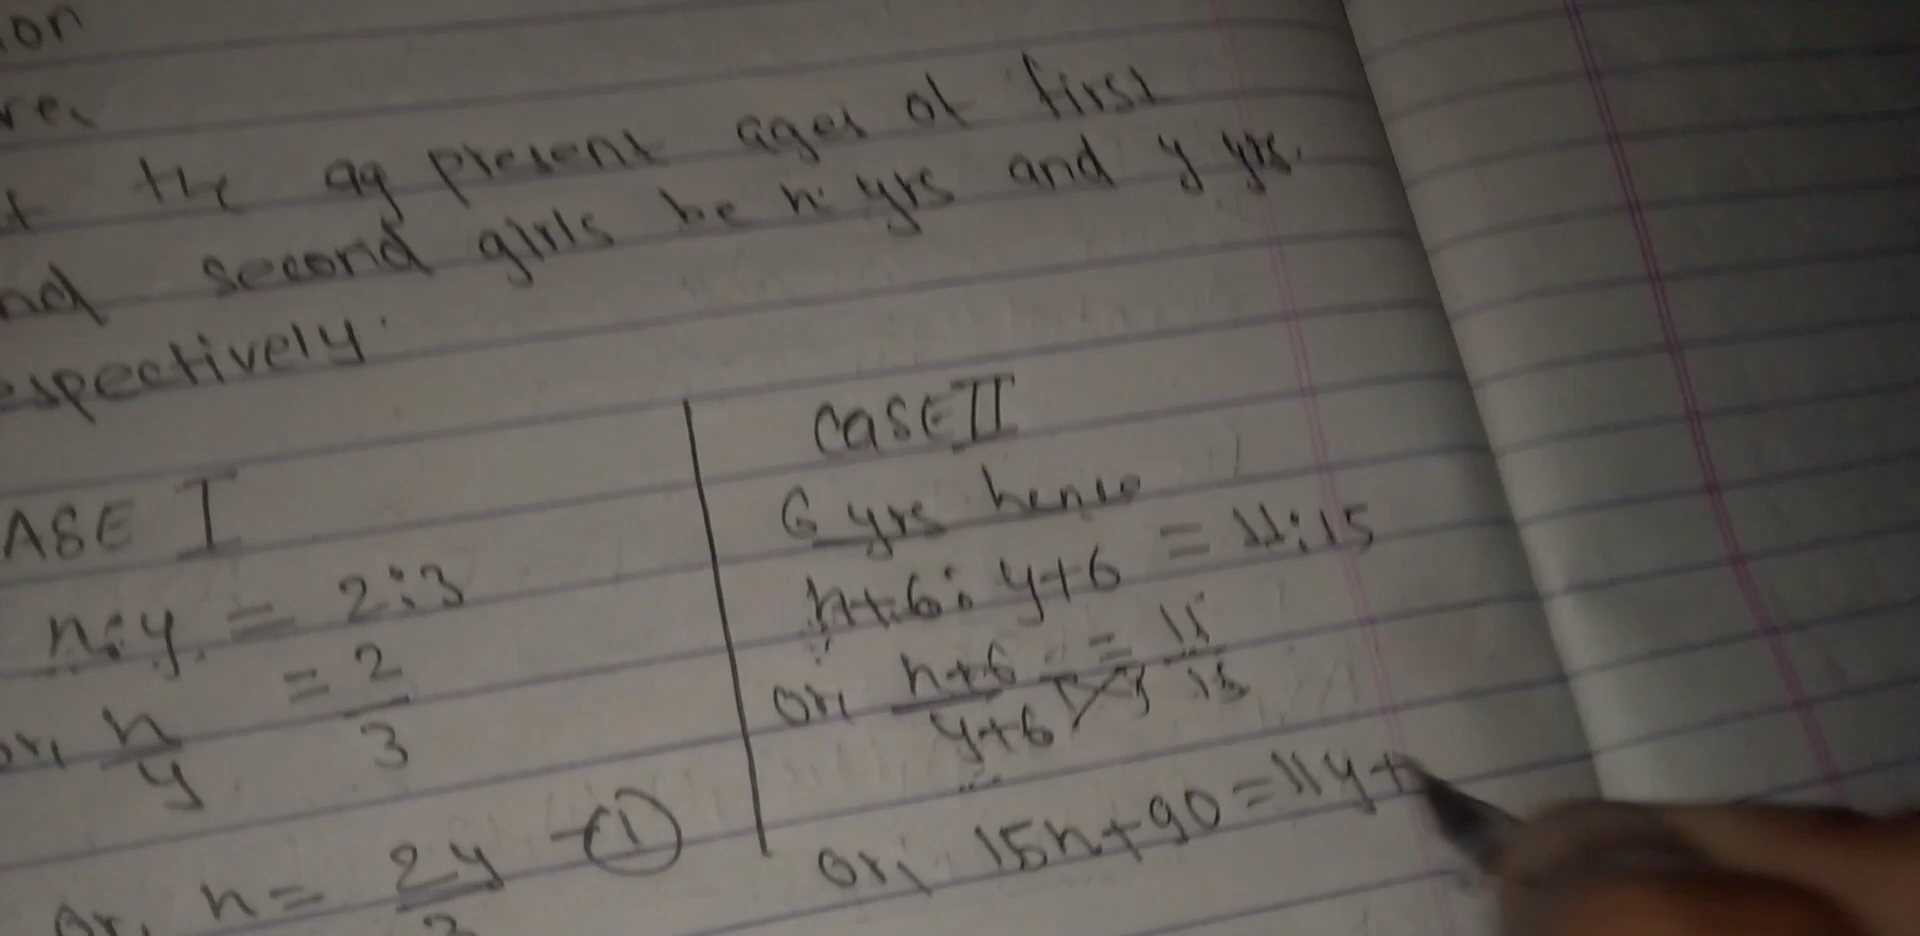 on
t the ag present ages of first
nd second girls be x yrs and y yrs.
espectively.
ASE I
x:y = 2:3
or, x/y = 2/3
or, x = 2y/3 - (1)
CASE II
6 yrs hence
x+6 : y+6 = 11:15
or, x+6/y+6 = 11/15
or, 15x+90 = 11y+